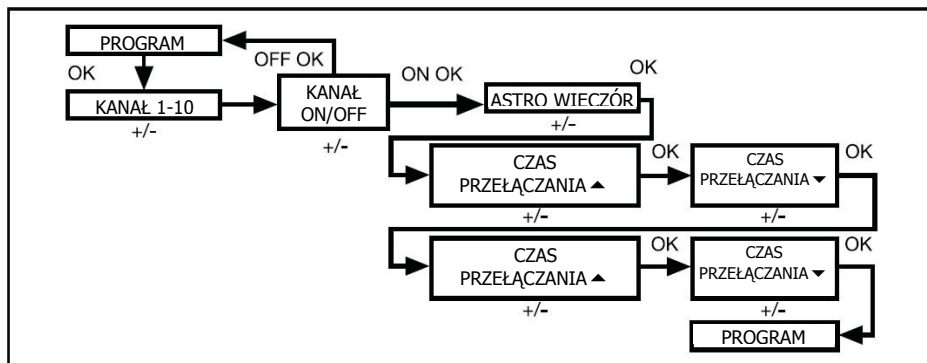 PROGRAM
OK
OFF OK
KANAŁ 1-10
+/-
KANAŁ
ON/OFF
+/-
ON OK
OK
ASTRO WIECZÓR
+/-
CZAS
PRZEŁĄCZANIA ▲
+/-
OK
CZAS
PRZEŁĄCZANIA ▼
+/-
OK
CZAS
PRZEŁĄCZANIA ▲
+/-
OK
CZAS
PRZEŁĄCZANIA ▼
+/-
OK
PROGRAM